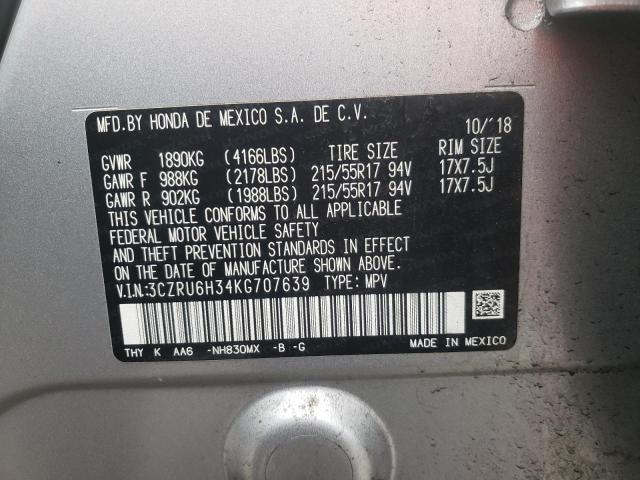 MFD.BY HONDA DE MEXICO S.A. DE C.V. 10/'18
GVWR 1890KG (4166LBS) TIRE SIZE RIM SIZE
GAWR F 988KG (2178LBS) 215/55R17 94V 17X7.5J
GAWR R 902KG (1988LBS) 215/55R17 94V 17X7.5J
THIS VEHICLE CONFORMS TO ALL APPLICABLE
FEDERAL MOTOR VEHICLE SAFETY
AND THEFT PREVENTION STANDARDS IN EFFECT
ON THE DATE OF MANUFACTURE SHOWN ABOVE.
V.I.N:3CZRU6H34KG707639 TYPE: MPV
THY K AA6 -NH830MX -B -G MADE IN MEXICO